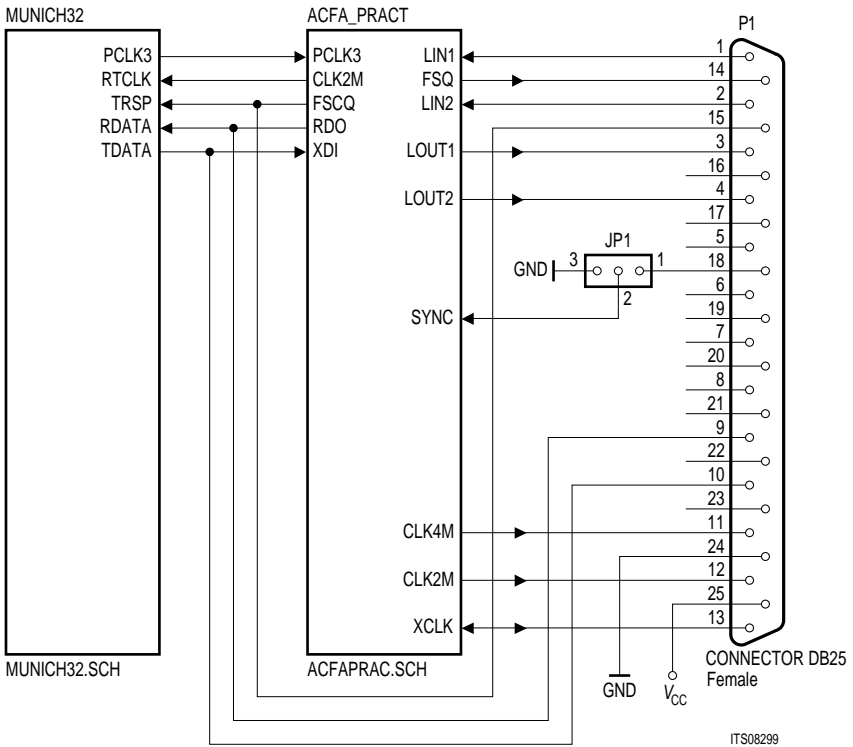 MUNICH32
ACFA_PRACT
P1
PCLK3
RTCLK
TRSP
RDATA
TDATA
PCLK3
CLK2M
FSCQ
RDO
XDI
LIN1
FSQ
LIN2
LOUT1
LOUT2
SYNC
CLK4M
CLK2M
XCLK
JP1
GND
3
1
2
1
14
2
15
3
16
4
17
5
18
6
19
7
20
8
21
9
22
10
23
11
24
12
25
13
MUNICH32.SCH
ACFAPRAC.SCH
GND
VCC
CONNECTOR DB25
Female
ITS08299